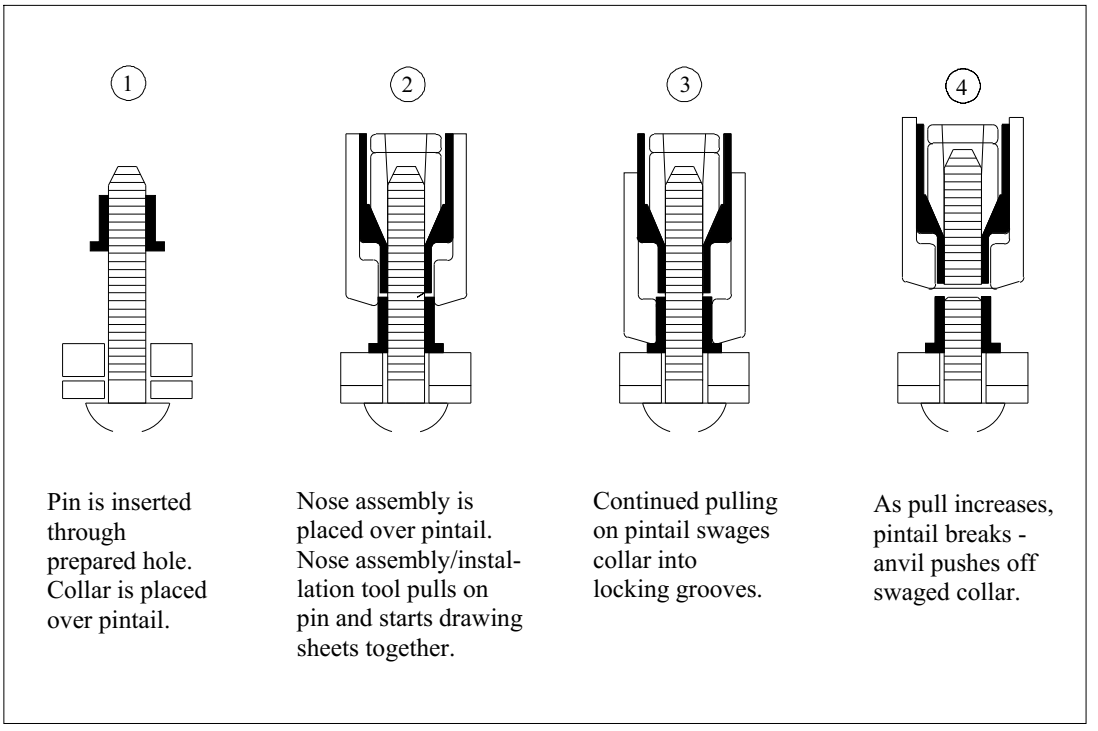 1
2
3
4
Pin is inserted
through
prepared hole.
Collar is placed
over pintail.
Nose assembly is
placed over pintail.
Nose assembly/instal-
lation tool pulls on
pin and starts drawing
sheets together.
Continued pulling
on pintail swages
collar into
locking grooves.
As pull increases,
pintail breaks -
anvil pushes off
swaged collar.